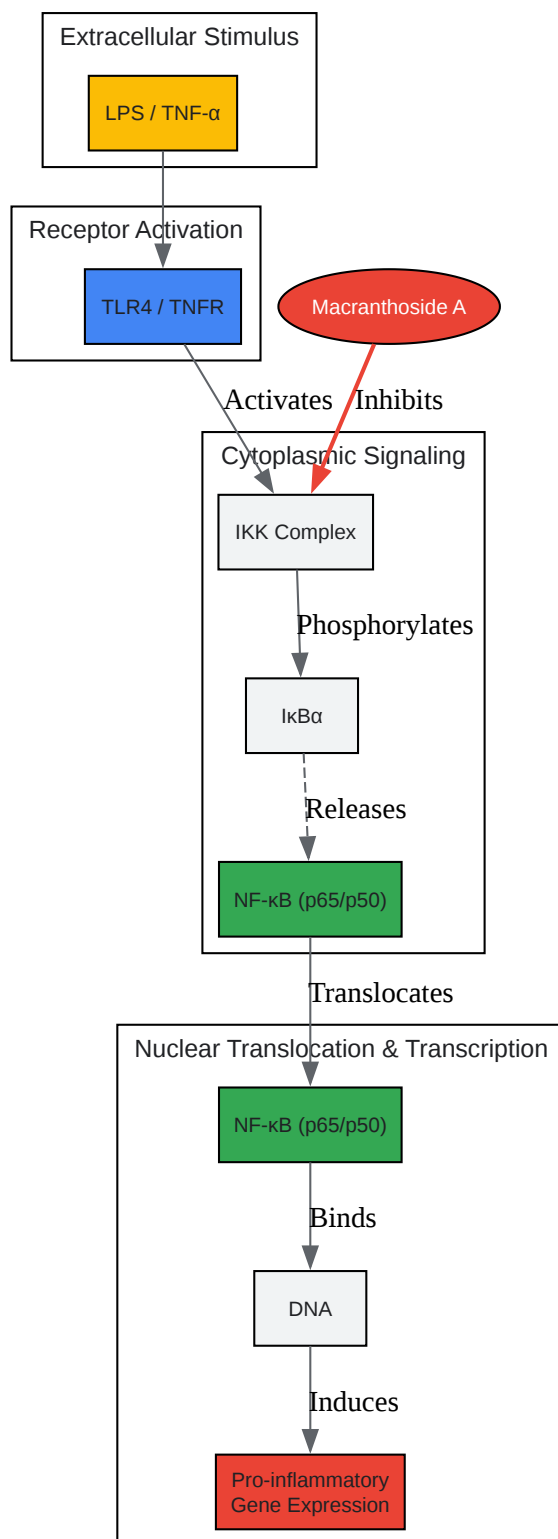 Extracellular Stimulus
LPS / TNF-α
Receptor Activation
TLR4 / TNFR
Macranthoside A
Activates
Inhibits
Cytoplasmic Signaling
IKK Complex
Phosphorylates
IκBα
Releases
NF-κB (p65/p50)
Translocates
Nuclear Translocation & Transcription
NF-κB (p65/p50)
Binds
DNA
Induces
Pro-inflammatory
Gene Expression